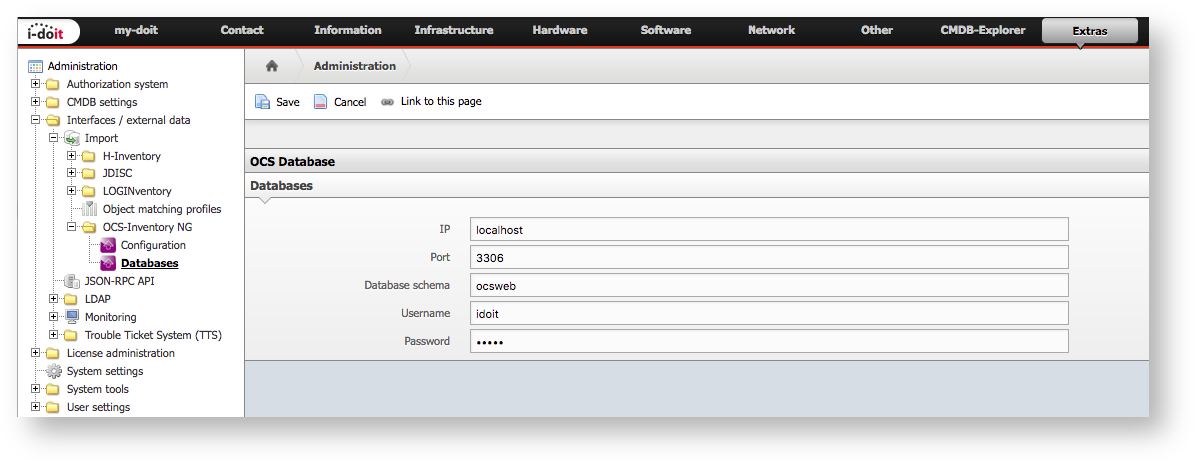 i-doit my-doit Contact Information Infrastructure Hardware Software Network Other CMDB-Explorer Extras
Administration
Authorization system
CMDB settings
Interfaces / external data
Import
H-Inventory
JDISC
LOGINventory
Object matching profiles
OCS-Inventory NG
Configuration
Databases
JSON-RPC API
LDAP
Monitoring
Trouble Ticket System (TTS)
License administration
System settings
System tools
User settings
Administration
Save Cancel Link to this page
OCS Database
Databases
IP localhost
Port 3306
Database schema ocsweb
Username idoit
Password •••••